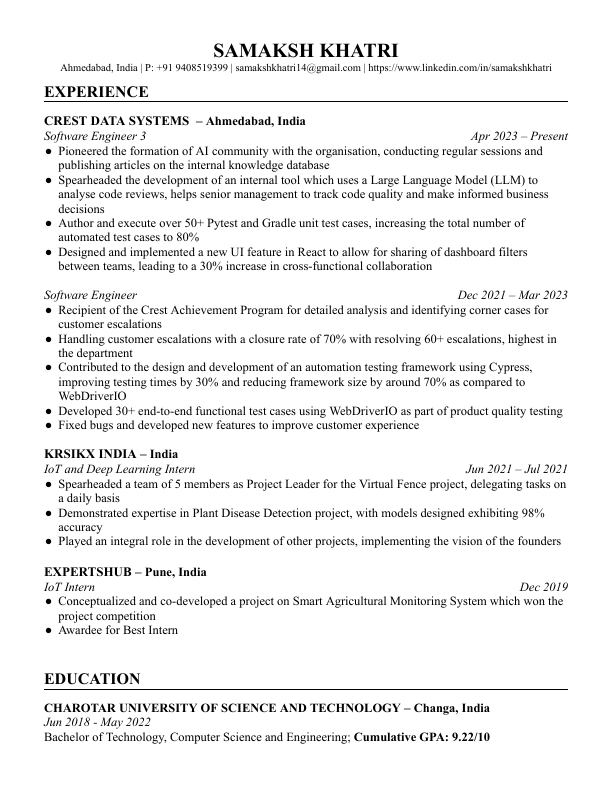 SAMAKSH KHATRI
Ahmedabad, India | P: +91 9408519399 | samakshkhatri14@gmail.com | https://www.linkedin.com/in/samakshkhatri
EXPERIENCE
CREST DATA SYSTEMS – Ahmedabad, India
Software Engineer 3 Apr 2023 – Present
● Pioneered the formation of AI community with the organisation, conducting regular sessions and
publishing articles on the internal knowledge database
● Spearheaded the development of an internal tool which uses a Large Language Model (LLM) to
analyse code reviews, helps senior management to track code quality and make informed business
decisions
● Author and execute over 50+ Pytest and Gradle unit test cases, increasing the total number of
automated test cases to 80%
● Designed and implemented a new UI feature in React to allow for sharing of dashboard filters
between teams, leading to a 30% increase in cross-functional collaboration
Software Engineer Dec 2021 – Mar 2023
● Recipient of the Crest Achievement Program for detailed analysis and identifying corner cases for
customer escalations
● Handling customer escalations with a closure rate of 70% with resolving 60+ escalations, highest in
the department
● Contributed to the design and development of an automation testing framework using Cypress,
improving testing times by 30% and reducing framework size by around 70% as compared to
WebDriverIO
● Developed 30+ end-to-end functional test cases using WebDriverIO as part of product quality testing
● Fixed bugs and developed new features to improve customer experience
KRSIKX INDIA – India
IoT and Deep Learning Intern Jun 2021 – Jul 2021
● Spearheaded a team of 5 members as Project Leader for the Virtual Fence project, delegating tasks on
a daily basis
● Demonstrated expertise in Plant Disease Detection project, with models designed exhibiting 98%
accuracy
● Played an integral role in the development of other projects, implementing the vision of the founders
EXPERTSHUB – Pune, India
IoT Intern Dec 2019
● Conceptualized and co-developed a project on Smart Agricultural Monitoring System which won the
project competition
● Awardee for Best Intern
EDUCATION
CHAROTAR UNIVERSITY OF SCIENCE AND TECHNOLOGY – Changa, India
Jun 2018 - May 2022
Bachelor of Technology, Computer Science and Engineering; Cumulative GPA: 9.22/10